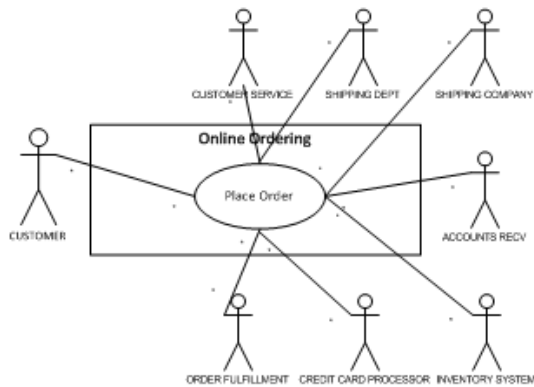 CUSTOMER SERVICE
SHIPPING DEPT
SHIPPING COMPANY
Online Ordering
Place Order
CUSTOMER
ACCOUNTS RECV
ORDER FULFILLMENT
CREDIT CARD PROCESSOR
INVENTORY SYSTEM